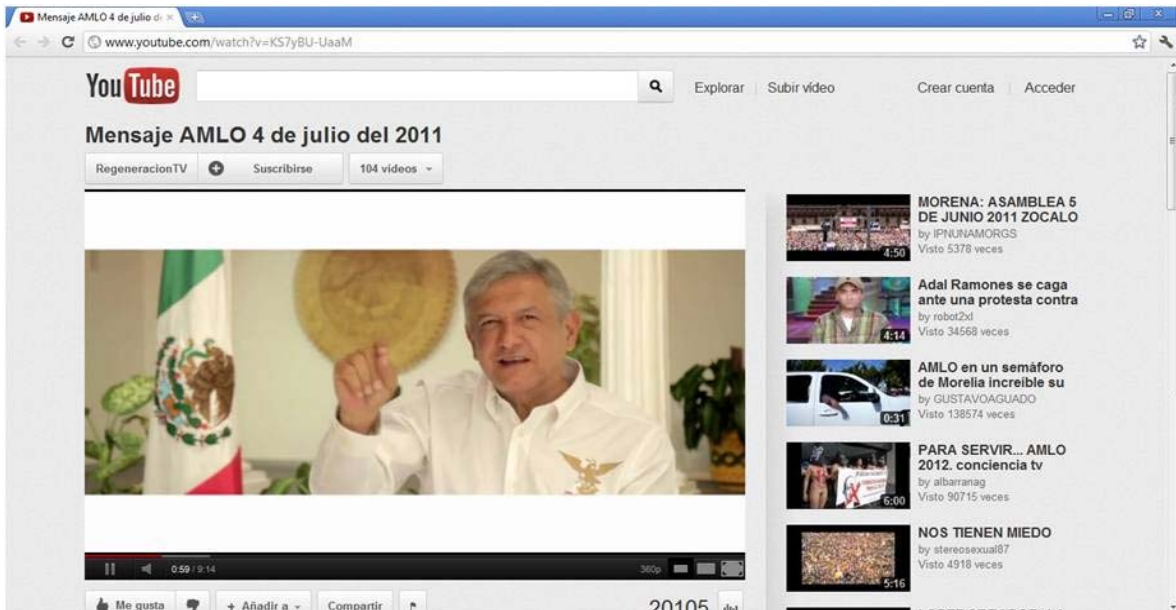 Mensaje AMLO 4 de julio de
www.youtube.com/watch?v=KS7yBU-UaaM
YouTube
Explorar
Subir vídeo
Crear cuenta
Acceder
Mensaje AMLO 4 de julio del 2011
RegeneracionTV
Suscribirse
104 vídeos
0:59 / 9:14
360p
Me gusta
+ Añadir a
Compartir
20105
4:50
MORENA: ASAMBLEA 5
DE JUNIO 2011 ZOCALO
by IPNUNAMORGS
Visto 5378 veces
4:14
Adal Ramones se caga
ante una protesta contra
by robot2xl
Visto 34568 veces
0:31
AMLO en un semáforo
de Morelia increíble su
by GUSTAVOAGUADO
Visto 138574 veces
6:00
PARA SERVIR... AMLO
2012. conciencia tv
by albarranag
Visto 90715 veces
5:16
NOS TIENEN MIEDO
by stereosexual87
Visto 4918 veces